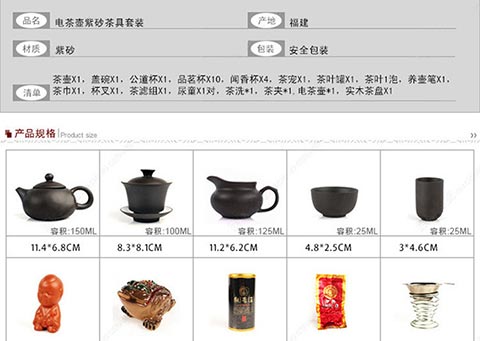 品名 电茶壶紫砂茶具套装 产地 福建
材质 紫砂 包装 安全包装
清单 茶壶X1，盖碗X1，公道杯X1，品茗杯X10，闻香杯X4，茶宠X1，茶叶罐X1，茶叶1泡，养壶笔X1，
茶巾X1，杯叉X1，茶滤组X1，尿童X1对，茶洗*1，茶夹*1,电茶壶*1，实木茶盘X1
产品规格 Product size
容积:150ML 容积:100ML 容积:125ML 容积:25ML 容积:25ML
11.4*6.8CM 8.3*8.1CM 11.2*6.2CM 4.8*2.5CM 3*4.6CM